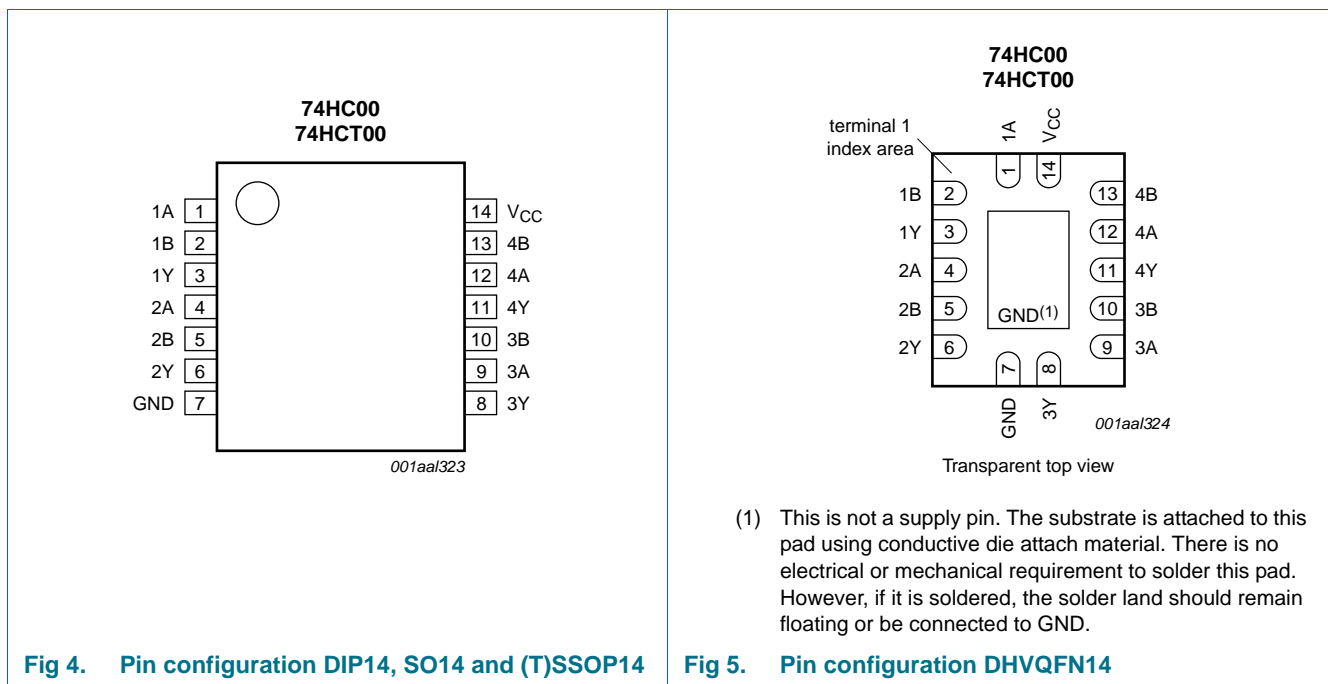 74HC00
74HCT00
1A 1
1B 2
1Y 3
2A 4
2B 5
2Y 6
GND 7
14 VCC
13 4B
12 4A
11 4Y
10 3B
9 3A
8 3Y
001aal323
Fig 4. Pin configuration DIP14, SO14 and (T)SSOP14
74HC00
74HCT00
terminal 1
index area
1A
VCC
1
14
1B 2
1Y 3
2A 4
2B 5
2Y 6
13 4B
12 4A
11 4Y
10 3B
9 3A
GND(1)
7
8
GND
3Y
001aal324
Transparent top view
(1) This is not a supply pin. The substrate is attached to this
pad using conductive die attach material. There is no
electrical or mechanical requirement to solder this pad.
However, if it is soldered, the solder land should remain
floating or be connected to GND.
Fig 5. Pin configuration DHVQFN14